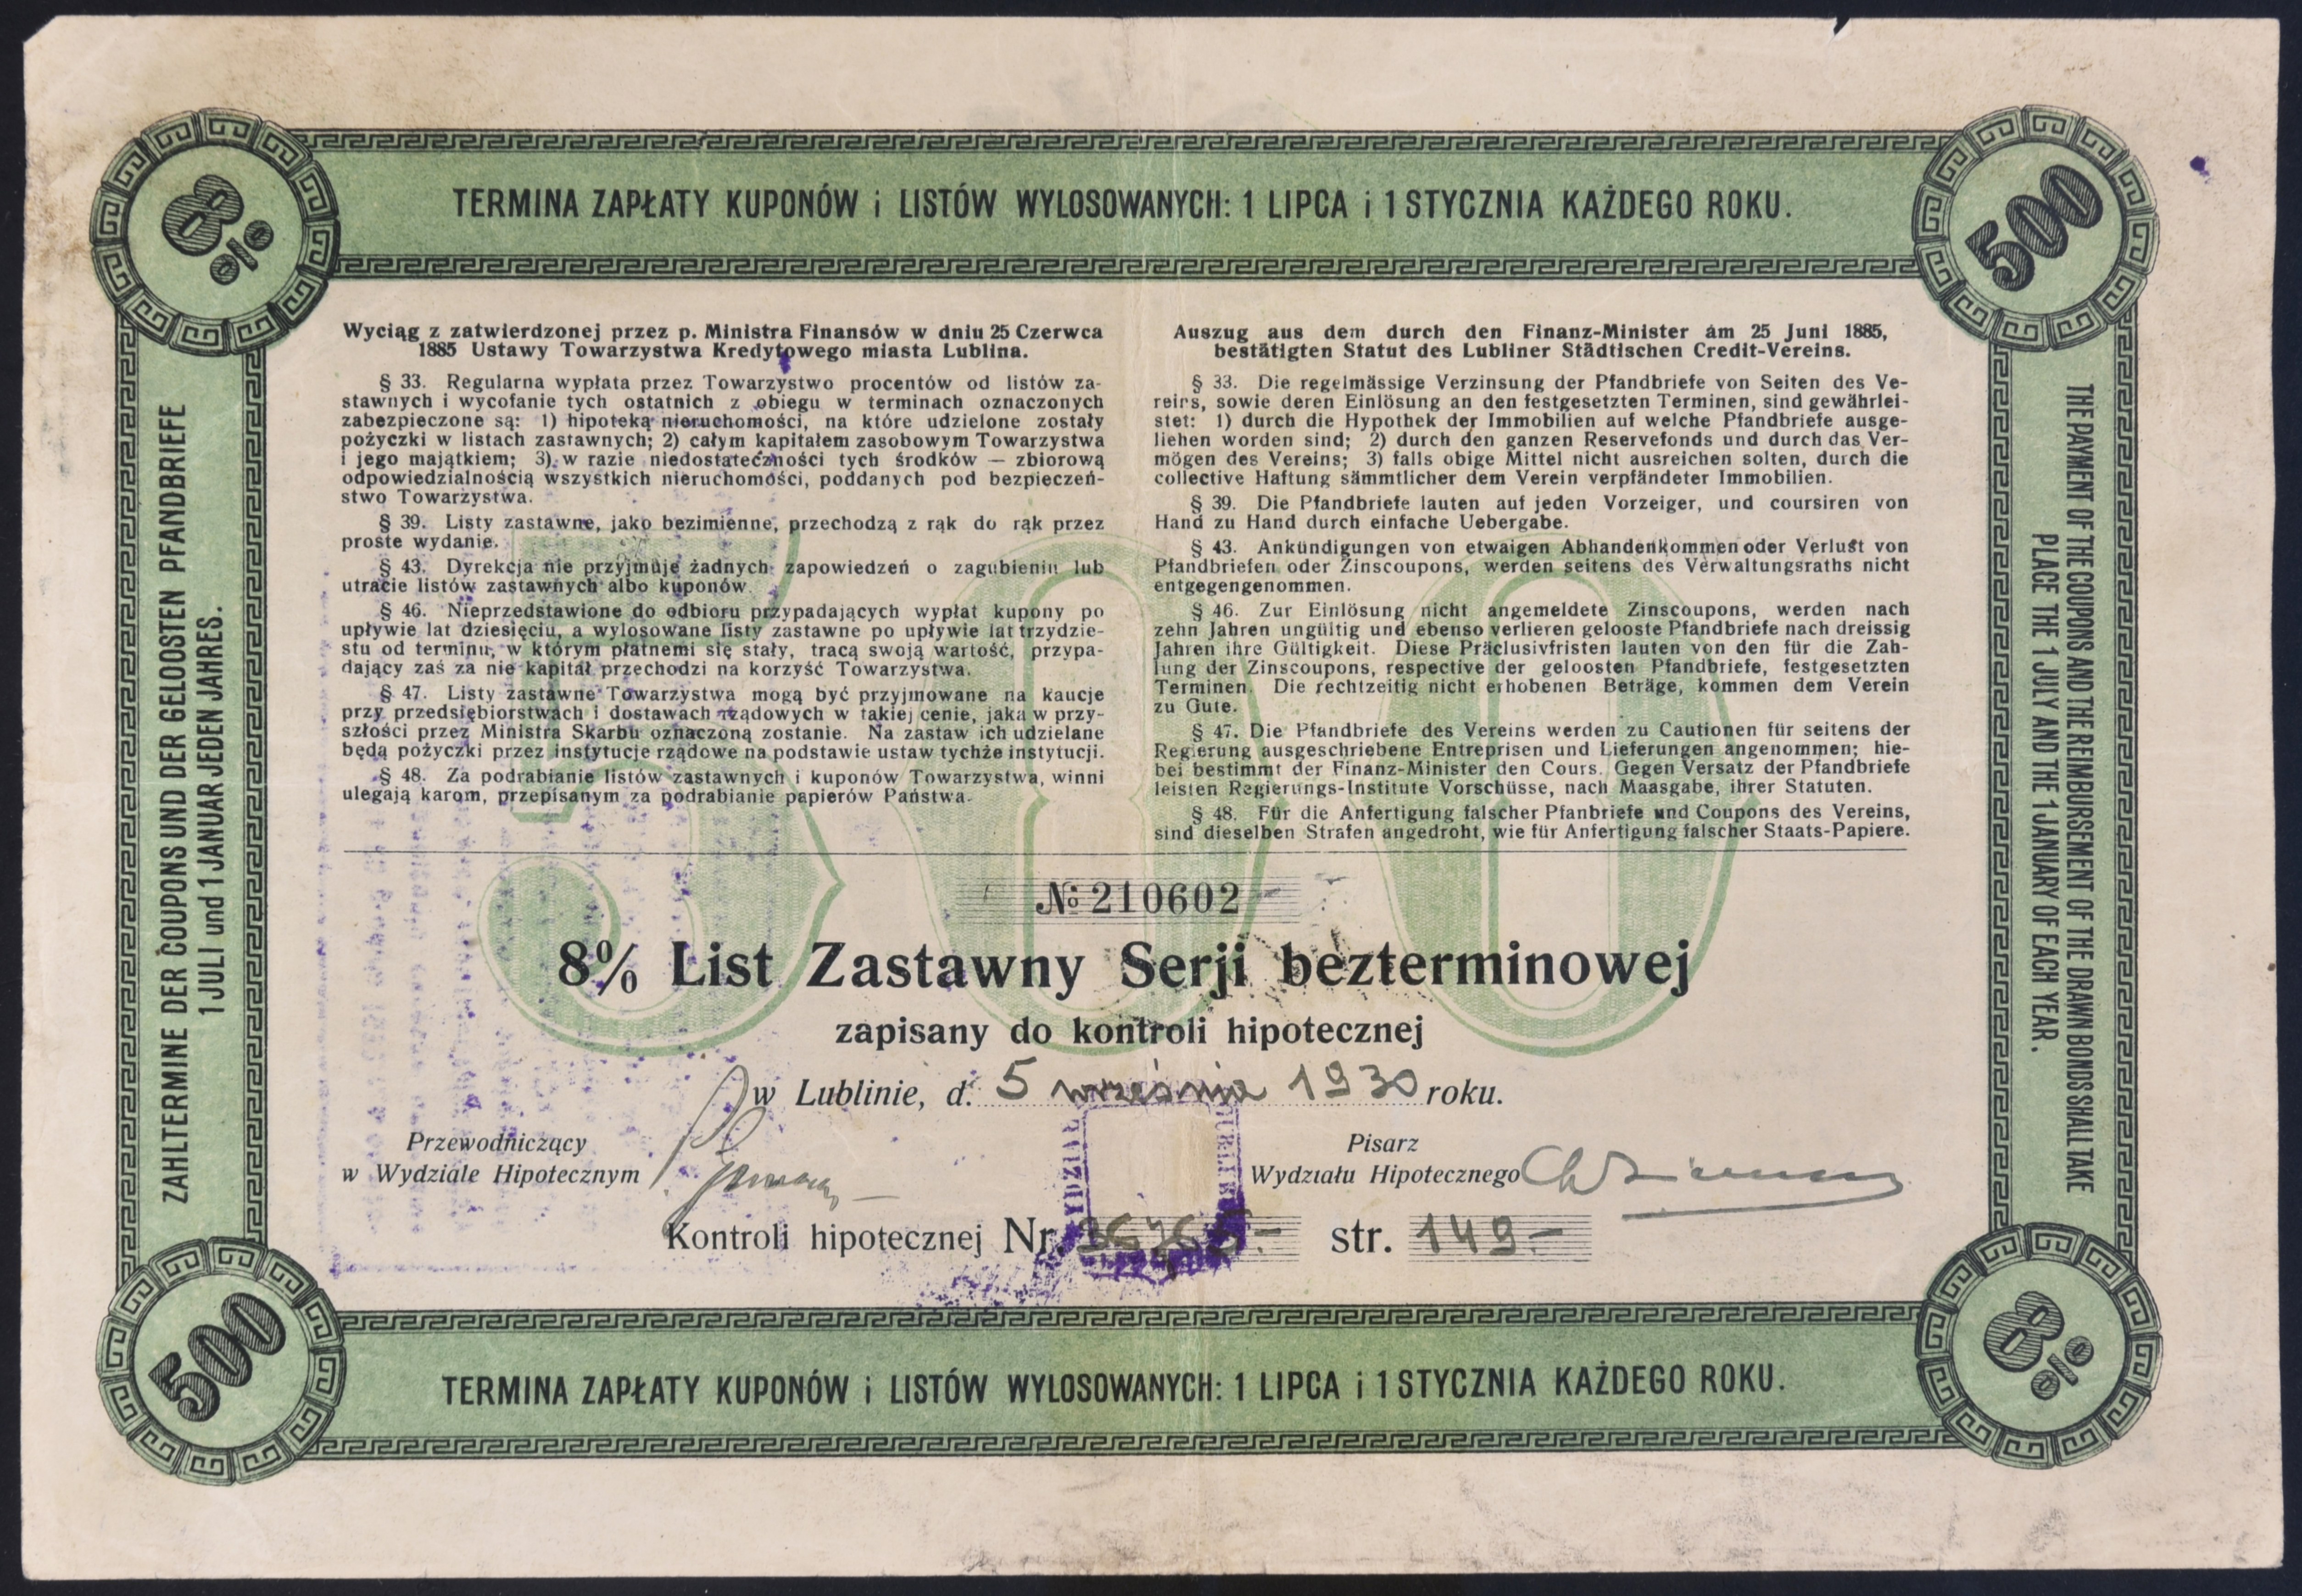 8%
TERMINA ZAPŁATY KUPONÓW i LISTÓW WYLOSOWANYCH: 1 LIPCA i 1 STYCZNIA KAŻDEGO ROKU.
500
ZAHLTERMINE DER COUPONS UND DER GELOOSTEN PFANDBRIEFE
1 JULI und 1 JANUAR JEDEN JAHRES.
Wyciąg z zatwierdzonej przez p. Ministra Finansów w dniu 25 Czerwca
1885 Ustawy Towarzystwa Kredytowego miasta Lublina.
§ 33. Regularna wypłata przez Towarzystwo procentów od listów za-
stawnych i wycofanie tych ostatnich z obiegu w terminach oznaczonych
zabezpieczone są: 1) hipoteką nieruchomości, na które udzielone zostały
pożyczki w listach zastawnych; 2) całym kapitałem zasobowym Towarzystwa
i jego majątkiem; 3) w razie niedostateczności tych środków — zbiorową
odpowiedzialnością wszystkich nieruchomości, poddanych pod bezpieczeń-
stwo Towarzystwa.
§ 39. Listy zastawne, jako bezimienne, przechodzą z rąk do rąk przez
proste wydanie.
§ 43. Dyrekcja nie przyjmuje żadnych zapowiedzeń o zagubieniu lub
utracie listów zastawnych albo kuponów.
§ 46. Nieprzedstawione do odbioru przypadających wypłat kupony po
upływie lat dziesięciu, a wylosowane listy zastawne po upływie lat trzydzie-
stu od terminu, w którym płatnemi się stały, tracą swoją wartość, przypa-
dający zaś za nie kapitał przechodzi na korzyść Towarzystwa.
§ 47. Listy zastawne Towarzystwa mogą być przyjmowane na kaucje
przy przedsiębiorstwach i dostawach rządowych w takiej cenie, jaka w przy-
szłości przez Ministra Skarbu oznaczoną zostanie. Na zastaw ich udzielane
będą pożyczki przez instytucje rządowe na podstawie ustaw tychże instytucji.
§ 48. Za podrabianie listów zastawnych i kuponów Towarzystwa, winni
ulegają karom, przepisanym za podrabianie papierów Państwa.
Auszug aus dem durch den Finanz-Minister am 25 Juni 1885,
bestätigten Statut des Lubliner Städtischen Credit-Vereins.
§ 33. Die regelmässige Verzinsung der Pfandbriefe von Seiten des Ve-
reins, sowie deren Einlösung an den festgesetzten Terminen, sind gewährlei-
stet: 1) durch die Hypothek der Immobilien auf welche Pfandbriefe ausge-
liehen worden sind; 2) durch den ganzen Reservefonds und durch das Ver-
mögen des Vereins; 3) falls obige Mittel nicht ausreichen solten, durch die
collective Haftung sämmtlicher dem Verein verpfändeter Immobilien.
§ 39. Die Pfandbriefe lauten auf jeden Vorzeiger, und coursiren von
Hand zu Hand durch einfache Uebergabe.
§ 43. Ankündigungen von etwaigen Abhandenkommen oder Verlust von
Pfandbriefen oder Zinscoupons, werden seitens des Verwaltungsraths nicht
entgegengenommen.
§ 46. Zur Einlösung nicht angemeldete Zinscoupons, werden nach
zehn Jahren ungültig und ebenso verlieren gelooste Pfandbriefe nach dreissig
Jahren ihre Gültigkeit. Diese Präclusivfristen lauten von den für die Zah-
lung der Zinscoupons, respective der geloosten Pfandbriefe, festgesetzten
Terminen. Die rechtzeitig nicht erhobenen Beträge, kommen dem Verein
zu Gute.
§ 47. Die Pfandbriefe des Vereins werden zu Cautionen für seitens der
Regierung ausgeschriebene Entreprisen und Lieferungen angenommen; hie-
bei bestimmt der Finanz-Minister den Cours. Gegen Versatz der Pfandbriefe
leisten Regierungs-Institute Vorschüsse, nach Maasgabe, ihrer Statuten.
§ 48. Für die Anfertigung falscher Pfanbriefe und Coupons des Vereins,
sind dieselben Strafen angedroht, wie für Anfertigung falscher Staats-Papiere.
THE PAYMENT OF THE COUPONS AND THE REIMBURSEMENT OF THE DRAWN BONDS SHALL TAKE
PLACE THE 1 JULY AND THE 1 JANUARY OF EACH YEAR.
500
№ 210602
8% List Zastawny Serji bezterminowej
zapisany do kontroli hipotecznej
w Lublinie, d. 5 września 1930 roku.
Przewodniczący
w Wydziale Hipotecznym
Pisarz
Wydziału Hipotecznego
Kontroli hipotecznej Nr. str. 149.-
500
TERMINA ZAPŁATY KUPONÓW i LISTÓW WYLOSOWANYCH: 1 LIPCA i 1 STYCZNIA KAŻDEGO ROKU.
8%